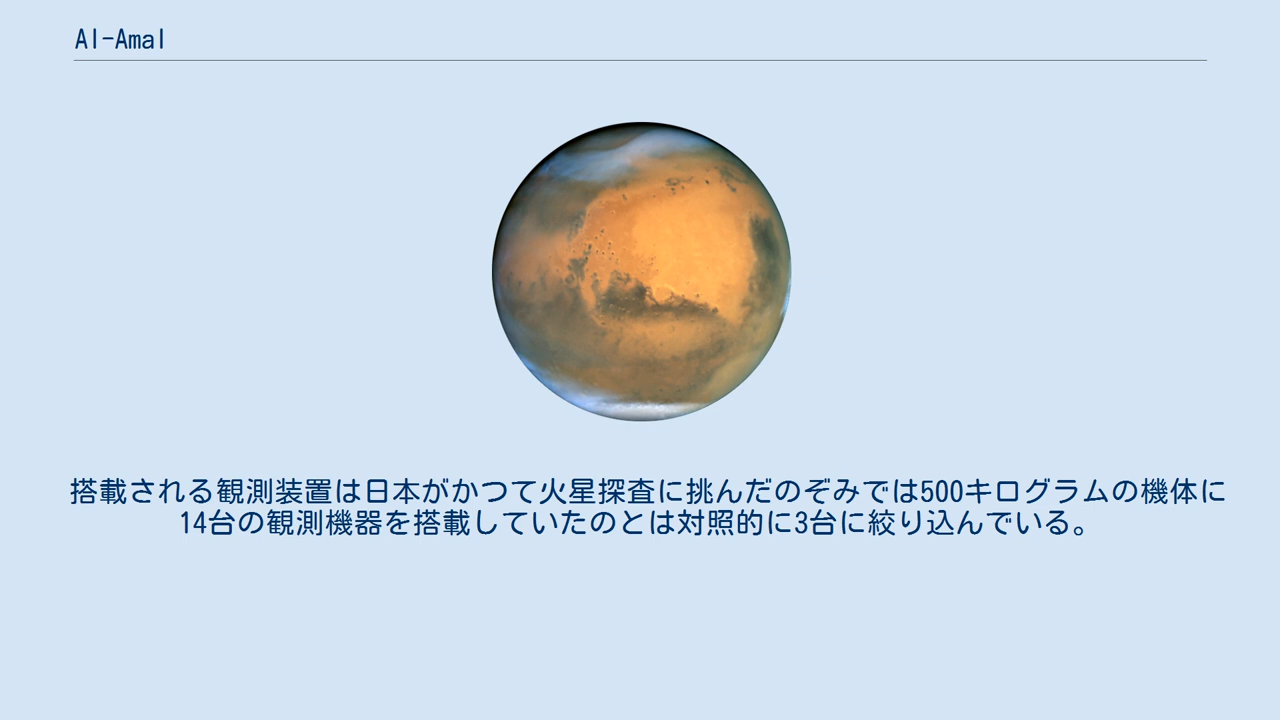 Al-Amal
搭載される観測装置は日本がかつて火星探査に挑んだのぞみでは500キログラムの機体に
14台の観測機器を搭載していたのとは対照的に3台に絞り込んでいる。